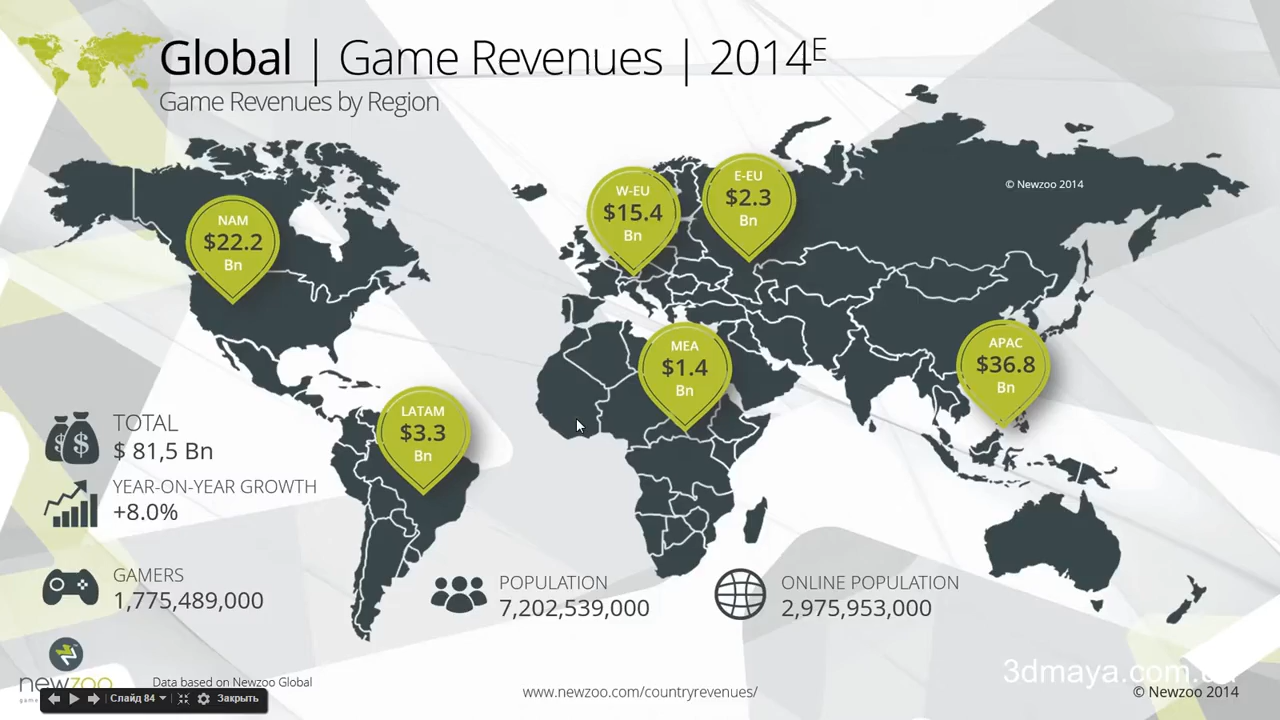 Global | Game Revenues | 2014E
Game Revenues by Region
© Newzoo 2014
W-EU
$15.4
Bn
E-EU
$2.3
Bn
NAM
$22.2
Bn
MEA
$1.4
Bn
APAC
$36.8
Bn
LATAM
$3.3
Bn
TOTAL
$ 81,5 Bn
YEAR-ON-YEAR GROWTH
+8.0%
GAMERS
1,775,489,000
POPULATION
7,202,539,000
ONLINE POPULATION
2,975,953,000
newzoo
Data based on Newzoo Global
Слайд 84
Закрыть
www.newzoo.com/countryrevenues/
3dmaya.com.ua
© Newzoo 2014